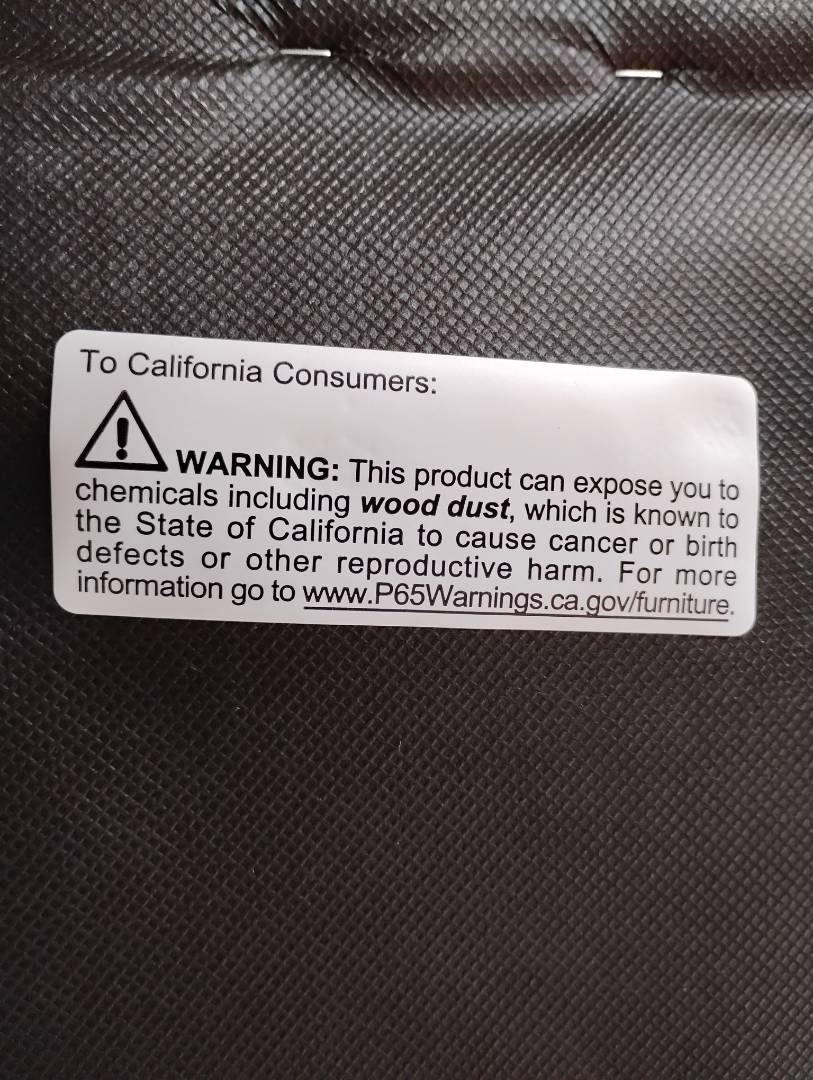 To California Consumers:
WARNING: This product can expose you to
chemicals including wood dust, which is known to
the State of California to cause cancer or birth
defects or other reproductive harm. For more
information go to www.P65Warnings.ca.gov/furniture.